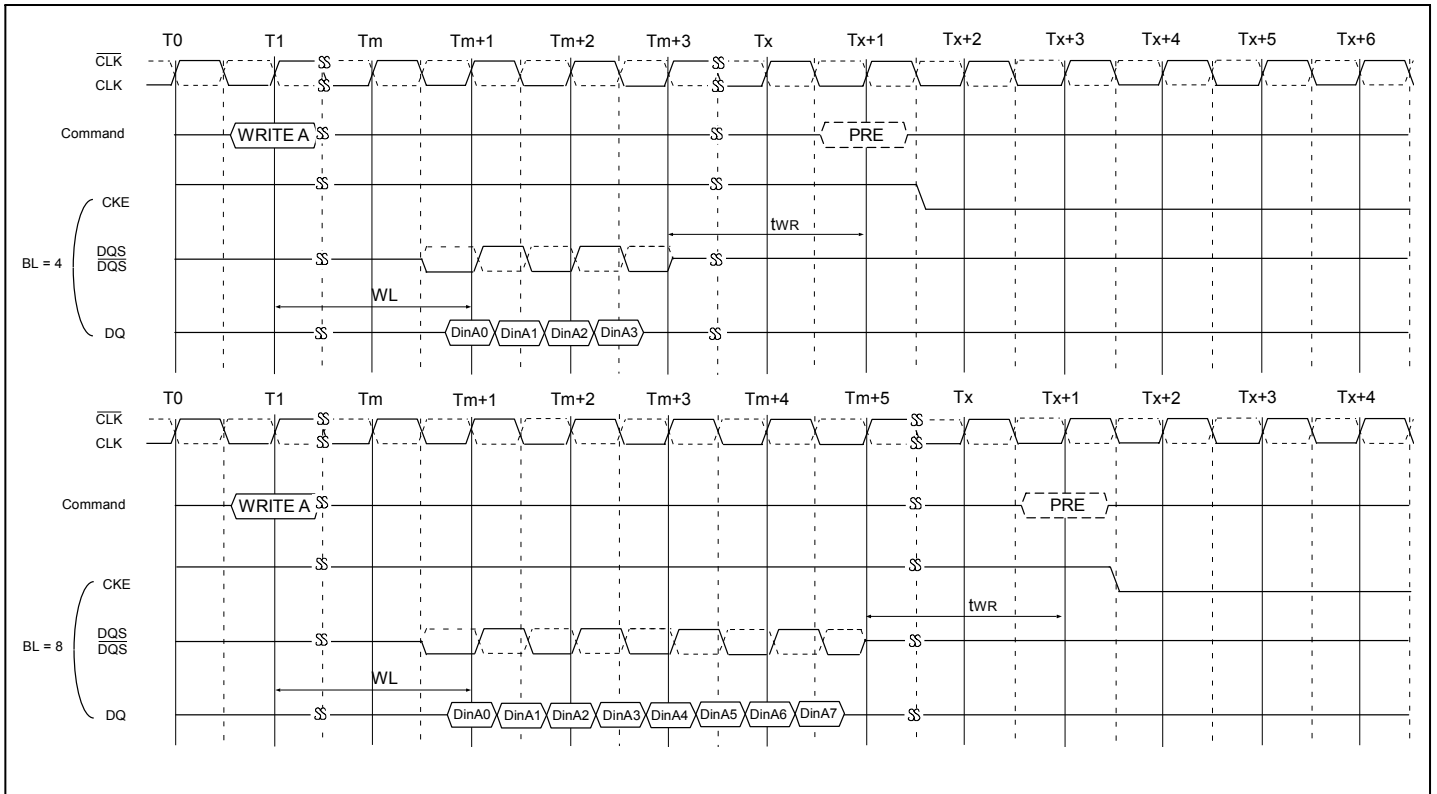 T0 T1 Tm Tm+1 Tm+2 Tm+3 Tx Tx+1 Tx+2 Tx+3 Tx+4 Tx+5 Tx+6
CLK
CLK
Command WRITE A PRE
CKE
tWR
BL = 4
DQS
DQS
WL
DQ DinA0 DinA1 DinA2 DinA3
T0 T1 Tm Tm+1 Tm+2 Tm+3 Tm+4 Tm+5 Tx Tx+1 Tx+2 Tx+3 Tx+4
CLK
CLK
Command WRITE A PRE
CKE
tWR
BL = 8
DQS
DQS
WL
DQ DinA0 DinA1 DinA2 DinA3 DinA4 DinA5 DinA6 DinA7